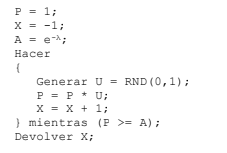 P = 1;
X = -1;
A = e^-λ;
Hacer
{
Generar U = RND(0,1);
P = P * U;
X = X + 1;
} mientras (P >= A);
Devolver X;